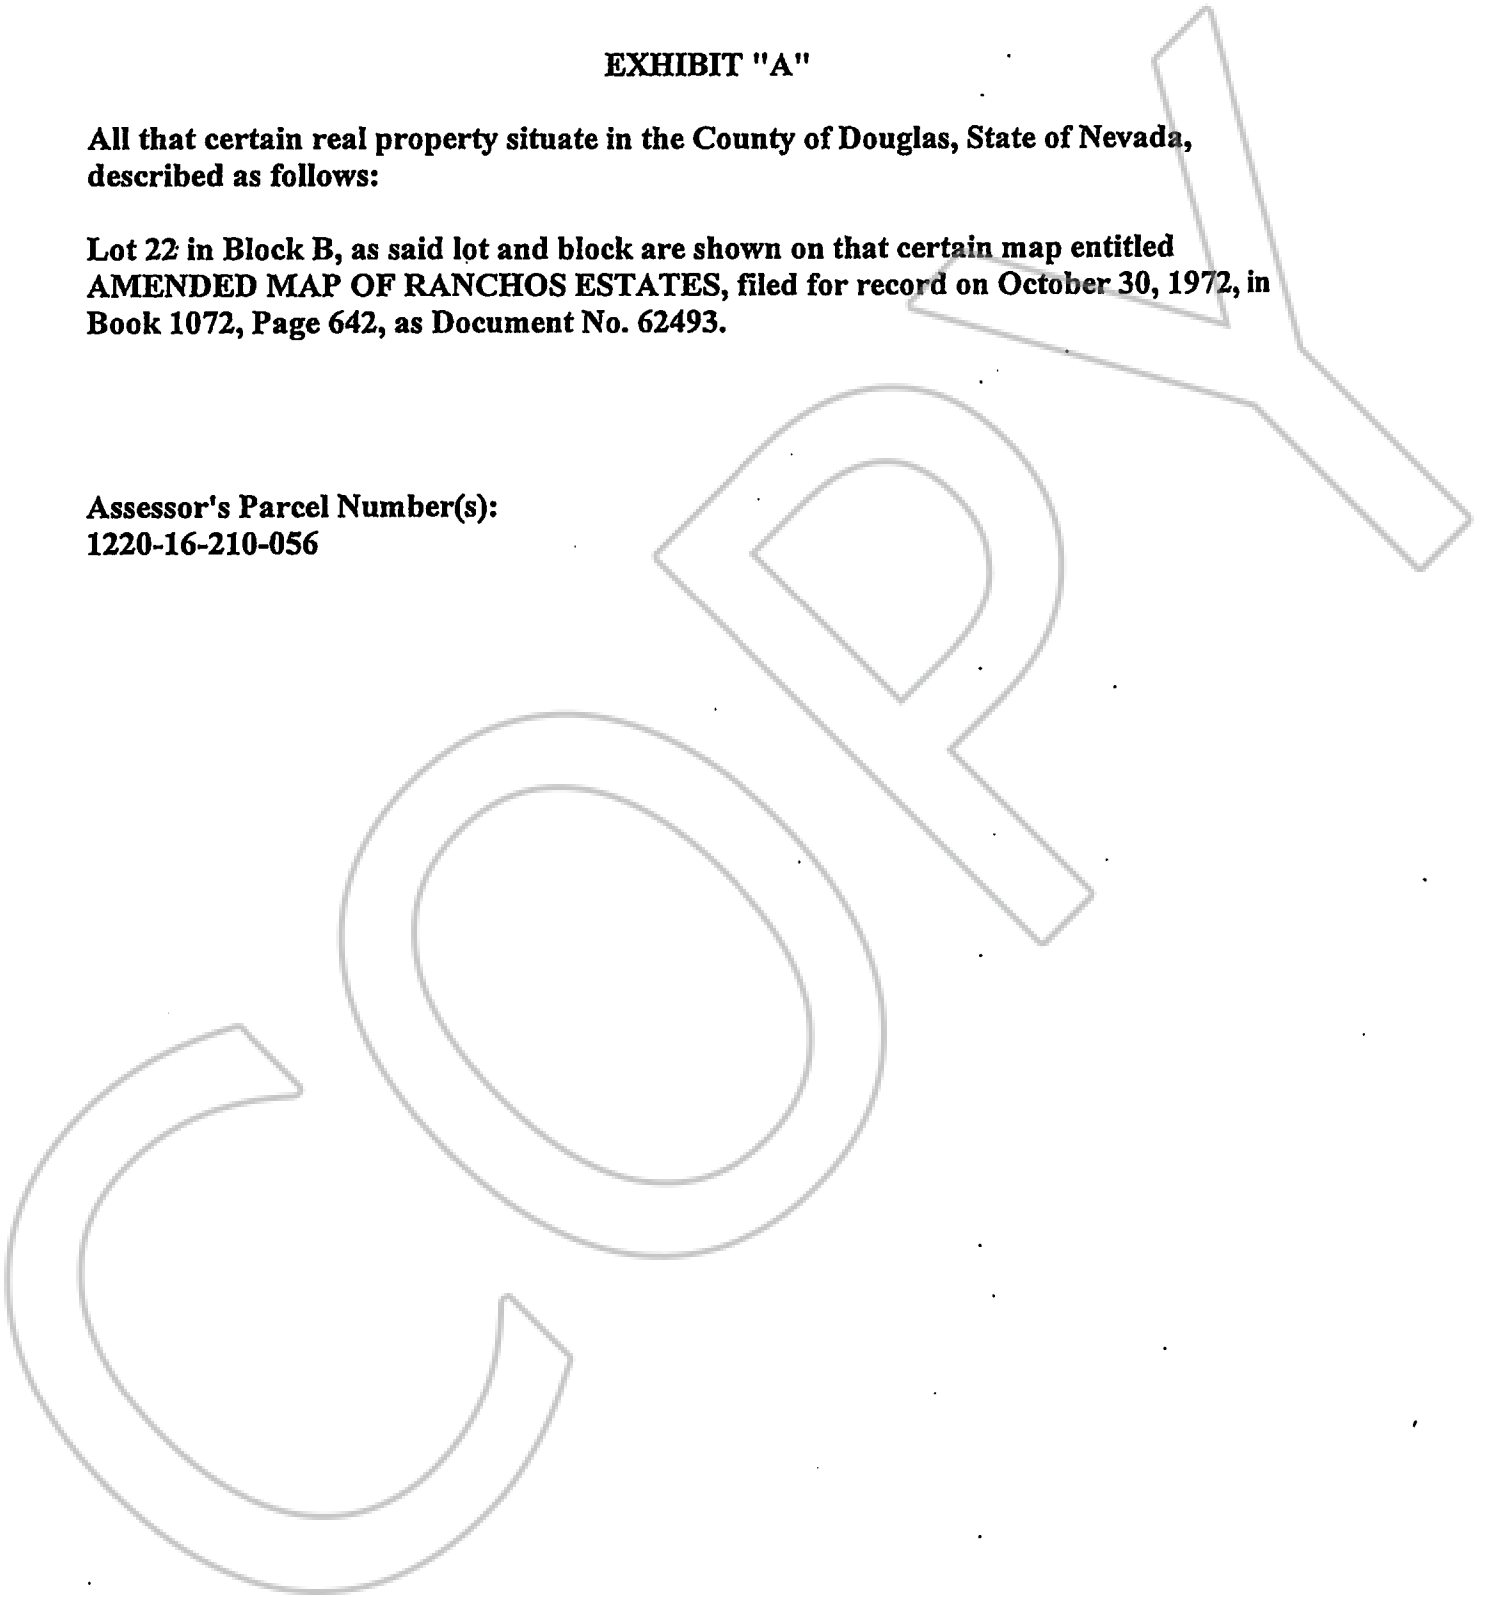 EXHIBIT "A"
All that certain real property situate in the County of Douglas, State of Nevada,
described as follows:
Lot 22 in Block B, as said lot and block are shown on that certain map entitled
AMENDED MAP OF RANCHOS ESTATES, filed for record on October 30, 1972, in
Book 1072, Page 642, as Document No. 62493.
Assessor's Parcel Number(s):
1220-16-210-056
COPY